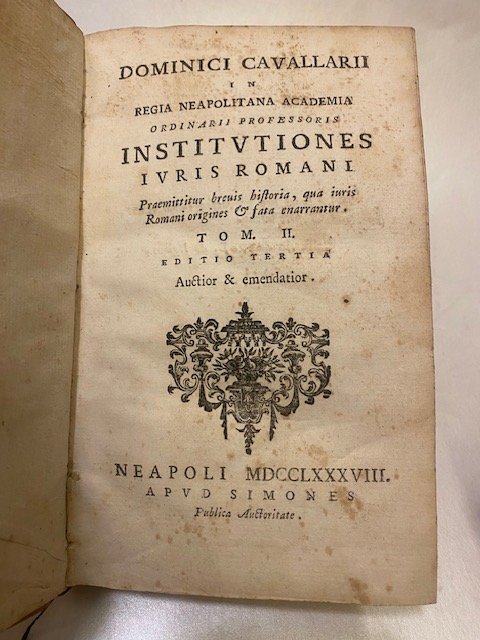 DOMINICI CAVALLARII
IN
REGIA NEAPOLITANA ACADEMIA
ORDINARII PROFESSORIS
INSTITVTIONES
IVRIS ROMANI
Praemittitur breuis hiſtoria, qua iuris
Romani origines & fata enarrantur.
TOM. II.
EDITIO TERTIA
Auctior & emendatior.
NEAPOLI MDCCLXXXVIII.
APVD SIMONES
Publica Auctoritate.